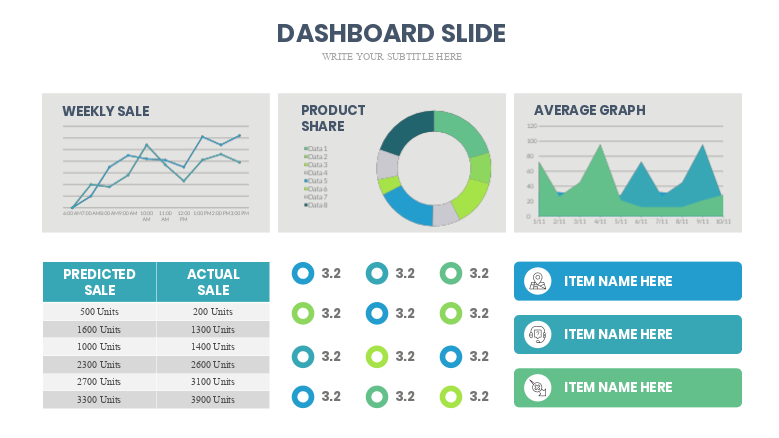 DASHBOARD SLIDE
WRITE YOUR SUBTITLE HERE
WEEKLY SALE
6:00 AM 7:00 AM 8:00 AM 9:00 AM 10:00 AM 11:00 AM 12:00 PM 1:00 PM 2:00 PM 3:00 PM
PRODUCT
SHARE
Data 1
Data 2
Data 3
Data 4
Data 5
Data 6
Data 7
Data 8
AVERAGE GRAPH
120
100
80
60
40
20
0
1/11 2/11 3/11 4/11 5/11 6/11 7/11 8/11 9/11 10/11
PREDICTED SALE ACTUAL SALE
500 Units 200 Units
1600 Units 1300 Units
1000 Units 1400 Units
2300 Units 2600 Units
2700 Units 3100 Units
3300 Units 3900 Units
3.2 3.2 3.2
3.2 3.2 3.2
3.2 3.2 3.2
3.2 3.2 3.2
ITEM NAME HERE
ITEM NAME HERE
ITEM NAME HERE